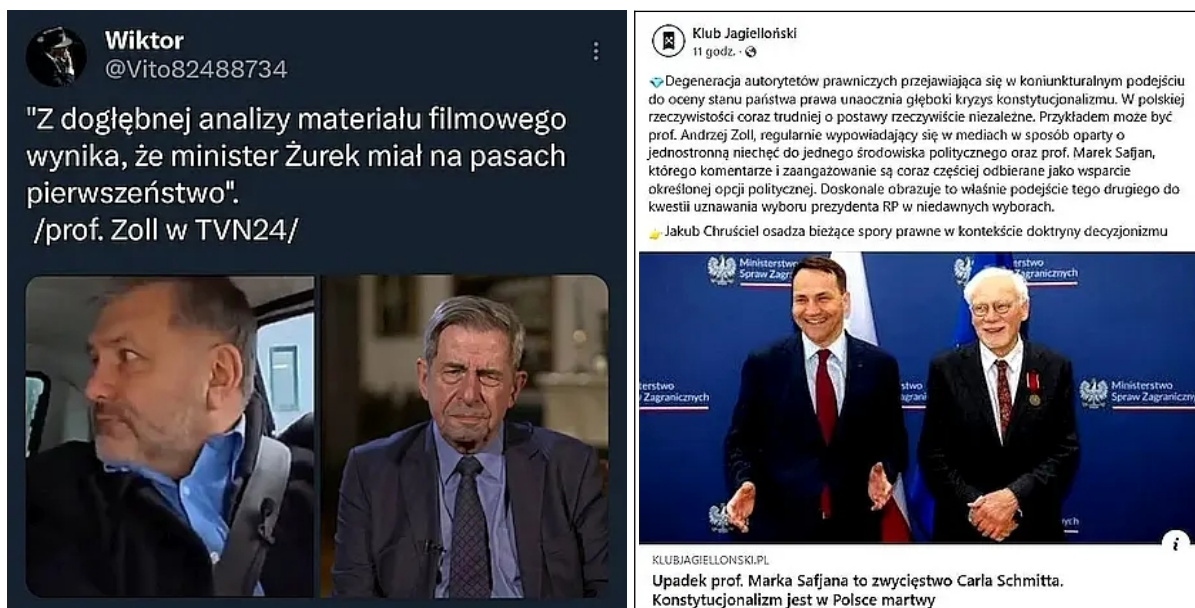 Wiktor
@Vito82488734
"Z dogłębnej analizy materiału filmowego
wynika, że minister Żurek miał na pasach
pierwszeństwo".
/prof. Zoll w TVN24/
Klub Jagielloński
11 godz.
Degeneracja autorytetów prawniczych przejawiająca się w koniunkturalnym podejściu
do oceny stanu państwa prawa unaocznia głęboki kryzys konstytucjonalizmu. W polskiej
rzeczywistości coraz trudniej o postawy rzeczywiście niezależne. Przykładem może być
prof. Andrzej Zoll, regularnie wypowiadający się w mediach w sposób oparty o
jednostronną niechęć do jednego środowiska politycznego oraz prof. Marek Safjan,
którego komentarze i zaangażowanie są coraz częściej odbierane jako wsparcie
określonej opcji politycznej. Doskonale obrazuje to właśnie podejście tego drugiego do
kwestii uznawania wyboru prezydenta RP w niedawnych wyborach.
Jakub Chruściel osadza bieżące spory prawne w kontekście doktryny decyzjonizmu
Ministerstwo
Spraw Zagranicznych
erstwo
Zagranicznych
terstwo
Zagranicznych
stwo
Zagran
Ministerstwo
Spraw Zagraniczn
ych
KLUBJAGIELLONSKI.PL
Upadek prof. Marka Safjana to zwycięstwo Carla Schmitta.
Konstytucjonalizm jest w Polsce martwy